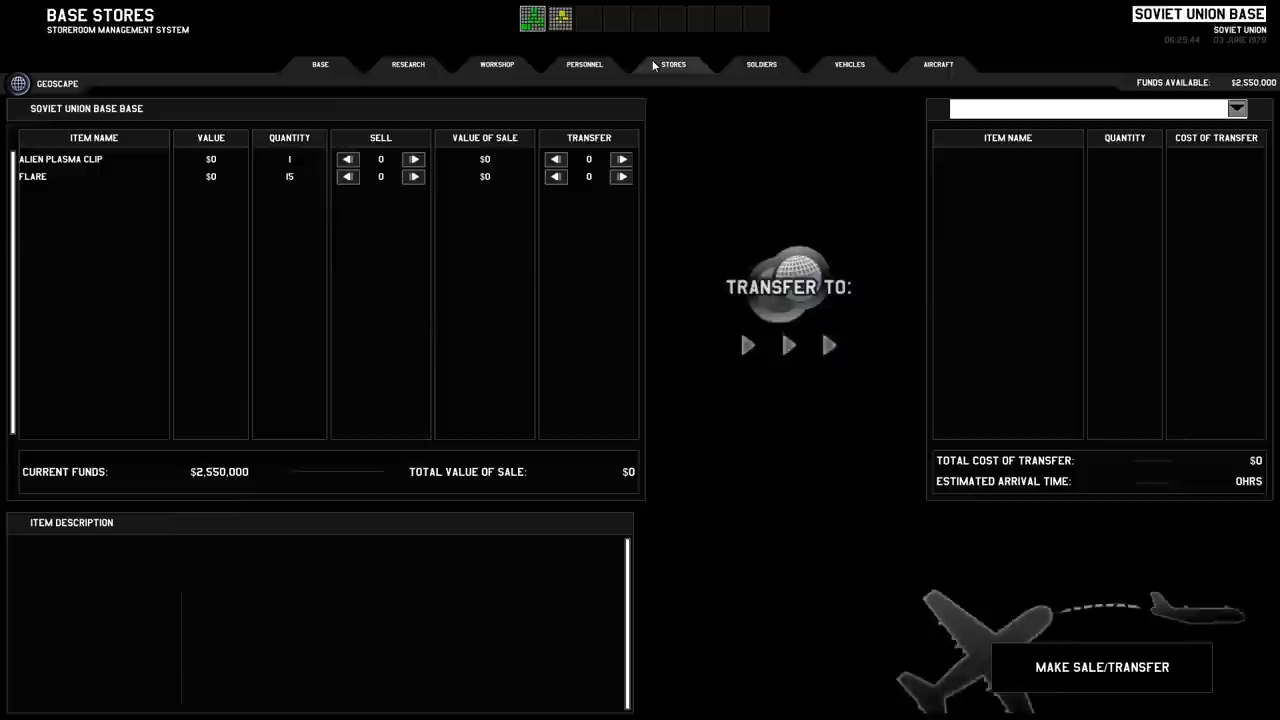 BASE STORES
STOREROOM MANAGEMENT SYSTEM
SOVIET UNION BASE
SOVIET UNION
06:29:44 03 JUNE 1979
BASE RESEARCH WORKSHOP PERSONNEL STORES SOLDIERS VEHICLES AIRCRAFT
GEOSCAPE
FUNDS AVAILABLE: $2,550,000
SOVIET UNION BASE BASE
ITEM NAME VALUE QUANTITY SELL VALUE OF SALE TRANSFER
ALIEN PLASMA CLIP $0 1 0 $0 0
FLARE $0 15 0 $0 0
CURRENT FUNDS: $2,550,000 TOTAL VALUE OF SALE: $0
TRANSFER TO:
ITEM NAME QUANTITY COST OF TRANSFER
TOTAL COST OF TRANSFER: $0
ESTIMATED ARRIVAL TIME: 0HRS
ITEM DESCRIPTION
MAKE SALE/TRANSFER